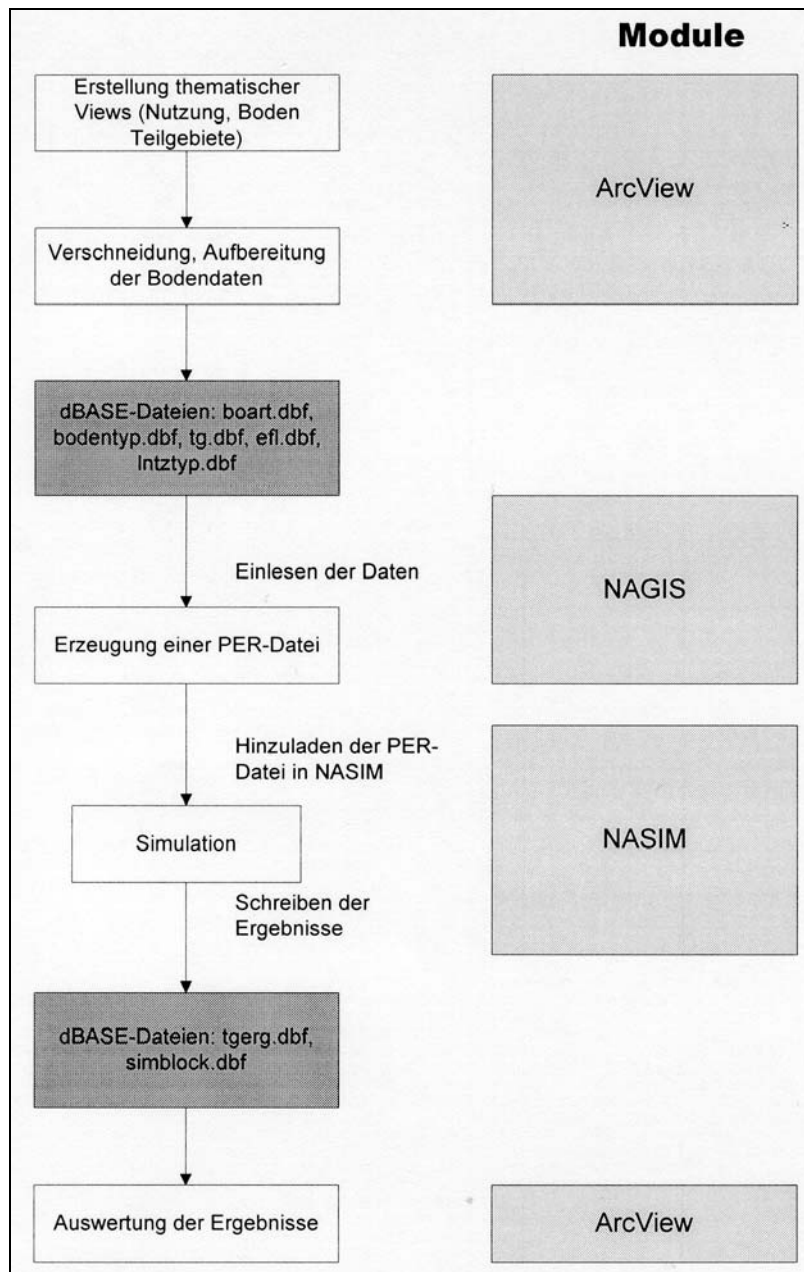 Module
Erstellung thematischer
Views (Nutzung, Boden
Teilgebiete)
ArcView
Verschneidung, Aufbereitung
der Bodendaten
dBASE-Dateien: boart.dbf,
bodentyp.dbf, tg.dbf, efl.dbf,
lntztyp.dbf
Einlesen der Daten
NAGIS
Erzeugung einer PER-Datei
Hinzuladen der PER-
Datei in NASIM
Simulation
NASIM
Schreiben der
Ergebnisse
dBASE-Dateien: tgerg.dbf,
simblock.dbf
Auswertung der Ergebnisse
ArcView